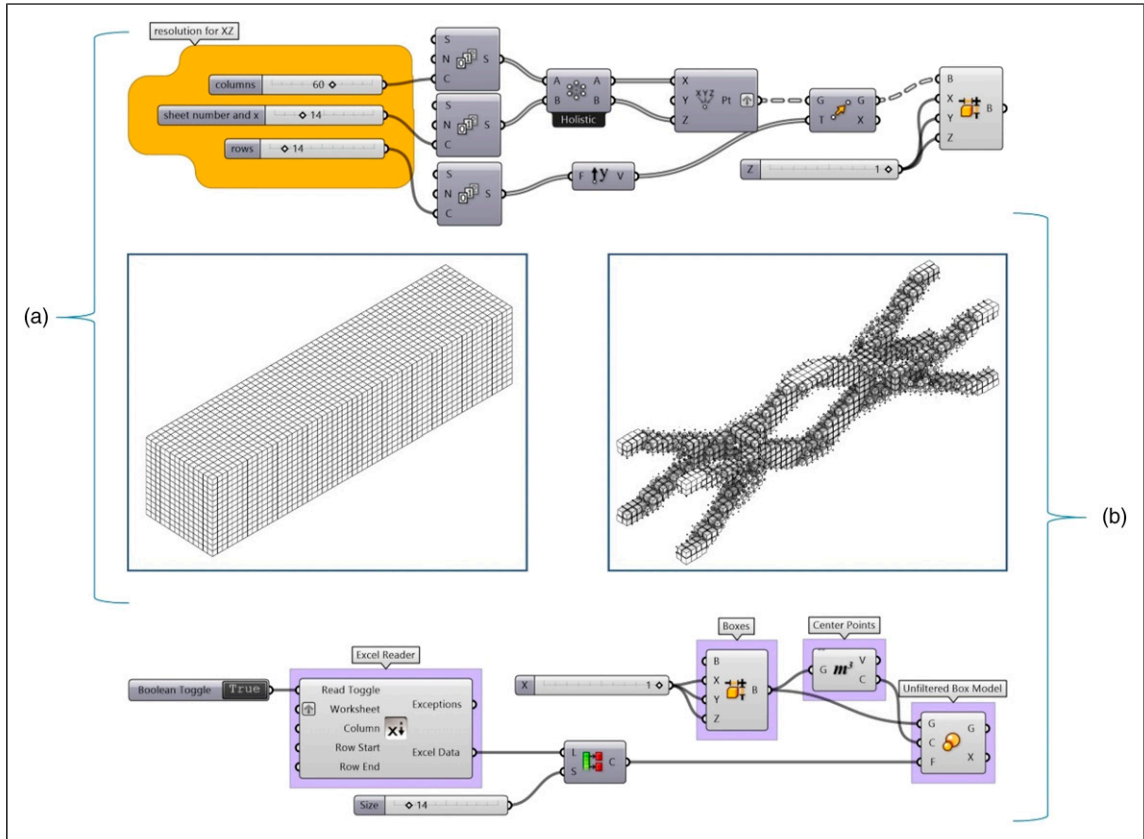 resolution for XZ
columns 60
sheet number and x 14
rows 14
S
N S
C
S
N S
C
S
N S
C
A A
B B
Holistic
X
Y XYZ Pt
Z
F y V
G G
T X
Z 1
B
X
Y B
Z
(a)
(b)
Excel Reader
Boolean Toggle True
Read Toggle
Worksheet Exceptions
Column X
Row Start Excel Data
Row End
Size 14
L C
S
X 1
Boxes
B
X
Y B
Z
Center Points
G m³ V
C
Unfiltered Box Model
G G
C
F X